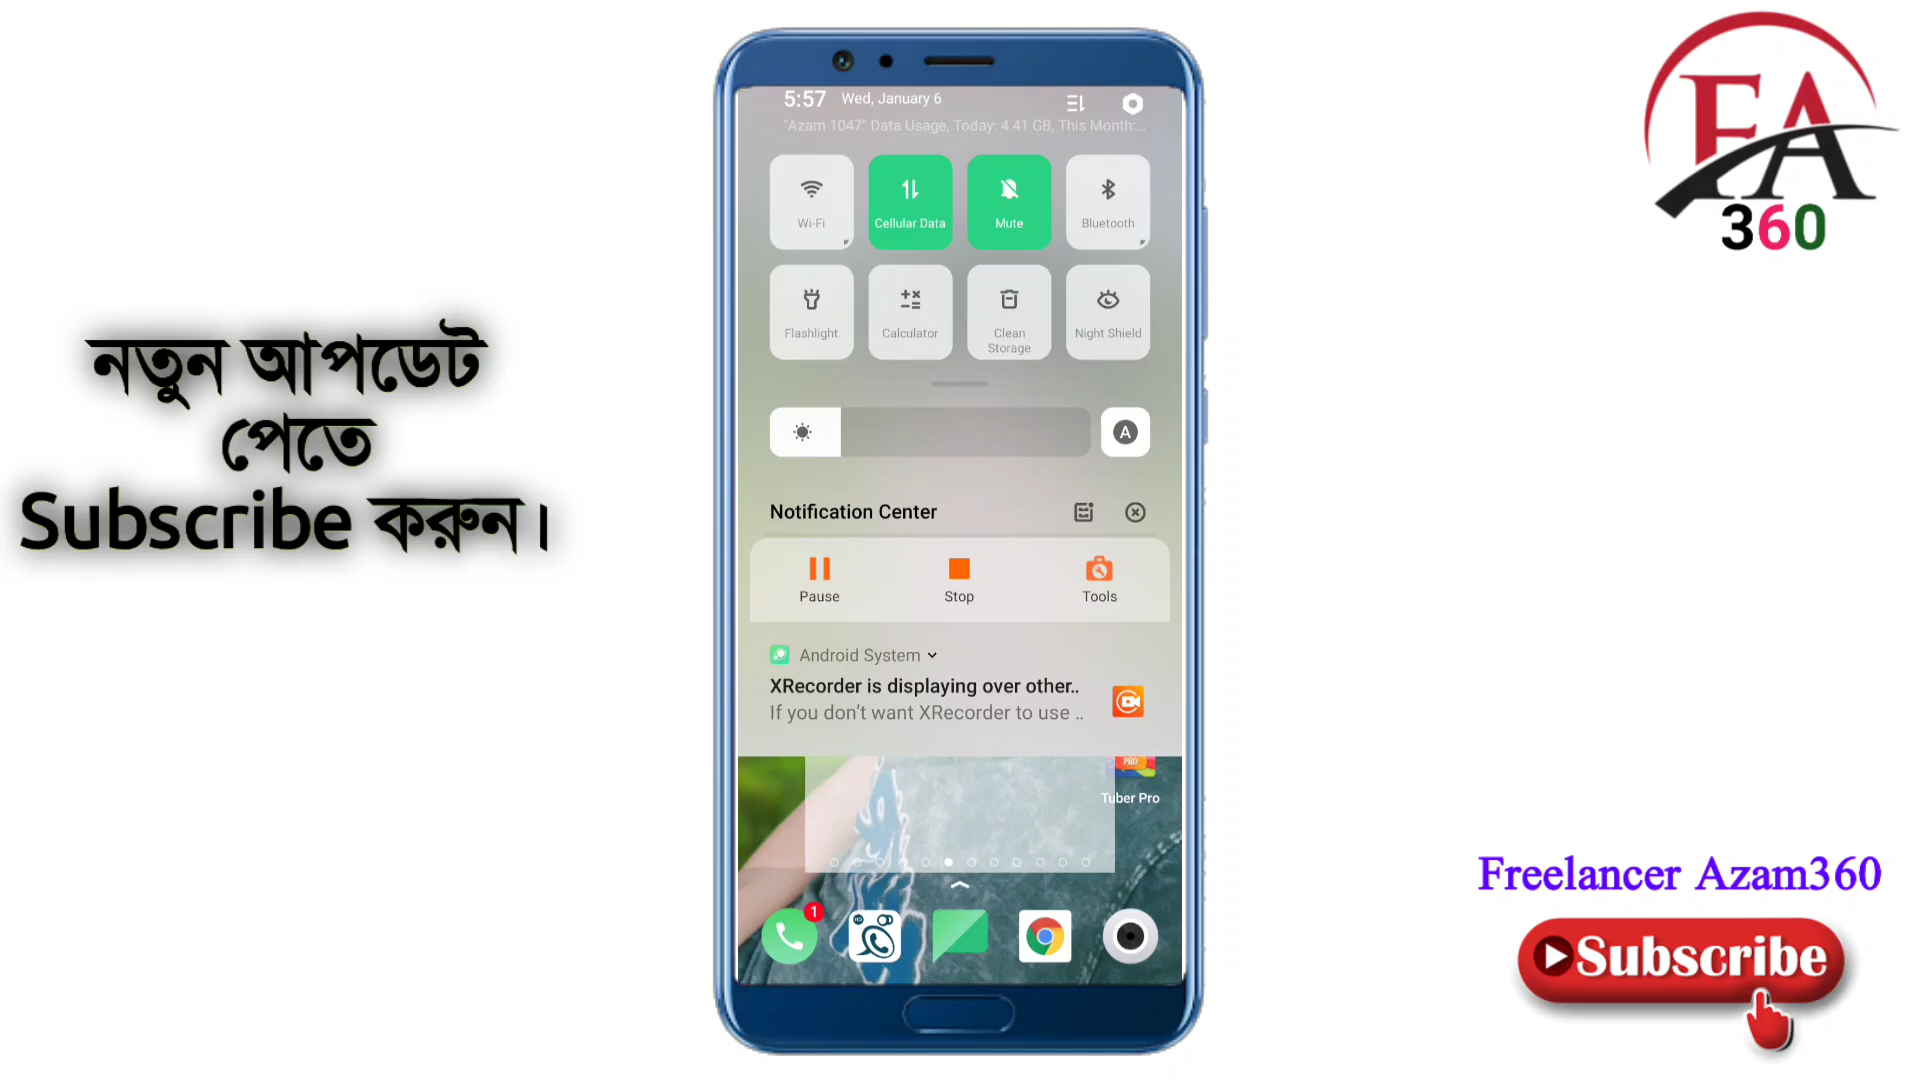 নতুন আপডেট
পেতে
Subscribe করুন।
5:57 Wed, January 6
"Azam 1047" Data Usage, Today: 4.41 GB, This Month:...
Wi-Fi
Cellular Data
Mute
Bluetooth
Flashlight
Calculator
Clean
Storage
Night Shield
A
Notification Center
Pause
Stop
Tools
Android System
XRecorder is displaying over other..
If you don't want XRecorder to use ..
PRO
Tuber Pro
1
HD
FA
360
Freelancer Azam360
Subscribe